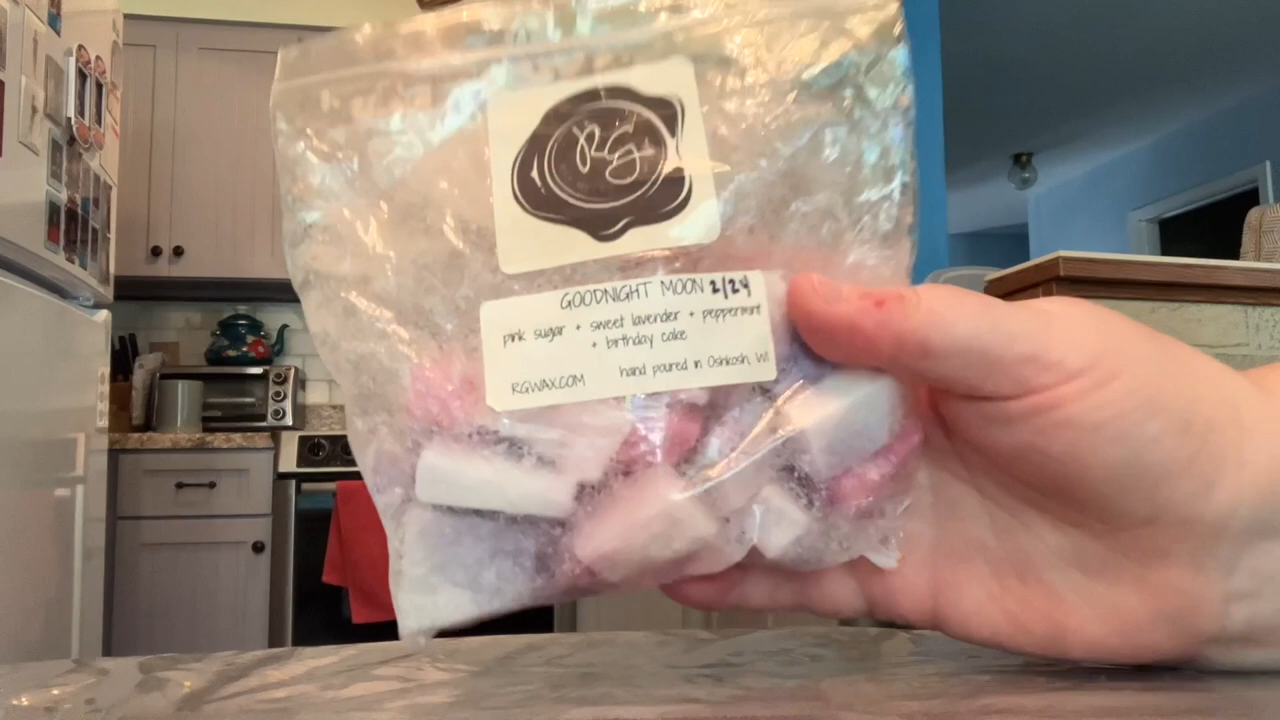 RG
GOODNIGHT MOON 2/24
pink sugar + sweet lavender + peppermint
+ birthday cake
hand poured in Oshkosh, WI
RGWAX.COM